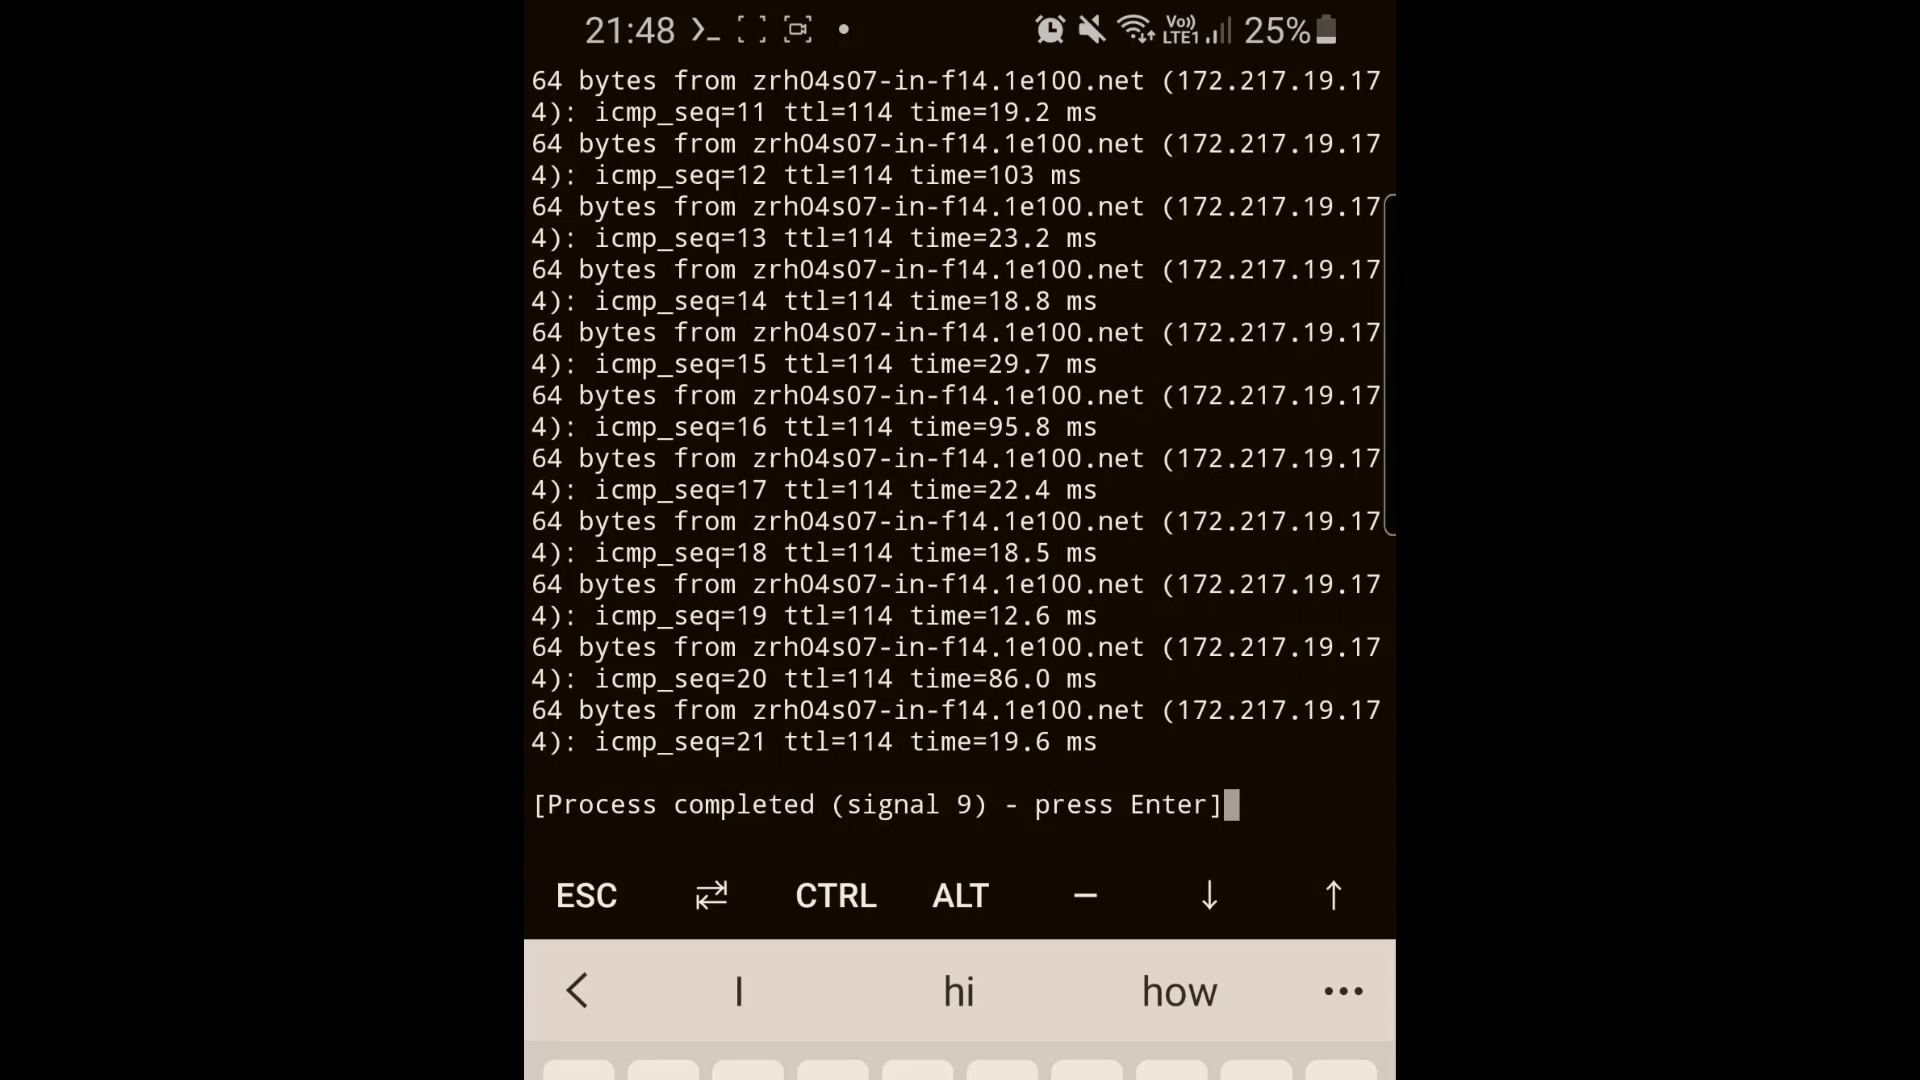 21:48 >_ Vo)) LTE1 25%
64 bytes from zrh04s07-in-f14.1e100.net (172.217.19.17
4): icmp_seq=11 ttl=114 time=19.2 ms
64 bytes from zrh04s07-in-f14.1e100.net (172.217.19.17
4): icmp_seq=12 ttl=114 time=103 ms
64 bytes from zrh04s07-in-f14.1e100.net (172.217.19.17
4): icmp_seq=13 ttl=114 time=23.2 ms
64 bytes from zrh04s07-in-f14.1e100.net (172.217.19.17
4): icmp_seq=14 ttl=114 time=18.8 ms
64 bytes from zrh04s07-in-f14.1e100.net (172.217.19.17
4): icmp_seq=15 ttl=114 time=29.7 ms
64 bytes from zrh04s07-in-f14.1e100.net (172.217.19.17
4): icmp_seq=16 ttl=114 time=95.8 ms
64 bytes from zrh04s07-in-f14.1e100.net (172.217.19.17
4): icmp_seq=17 ttl=114 time=22.4 ms
64 bytes from zrh04s07-in-f14.1e100.net (172.217.19.17
4): icmp_seq=18 ttl=114 time=18.5 ms
64 bytes from zrh04s07-in-f14.1e100.net (172.217.19.17
4): icmp_seq=19 ttl=114 time=12.6 ms
64 bytes from zrh04s07-in-f14.1e100.net (172.217.19.17
4): icmp_seq=20 ttl=114 time=86.0 ms
64 bytes from zrh04s07-in-f14.1e100.net (172.217.19.17
4): icmp_seq=21 ttl=114 time=19.6 ms
[Process completed (signal 9) - press Enter]
ESC ⇄ CTRL ALT — ↓ ↑
I hi how